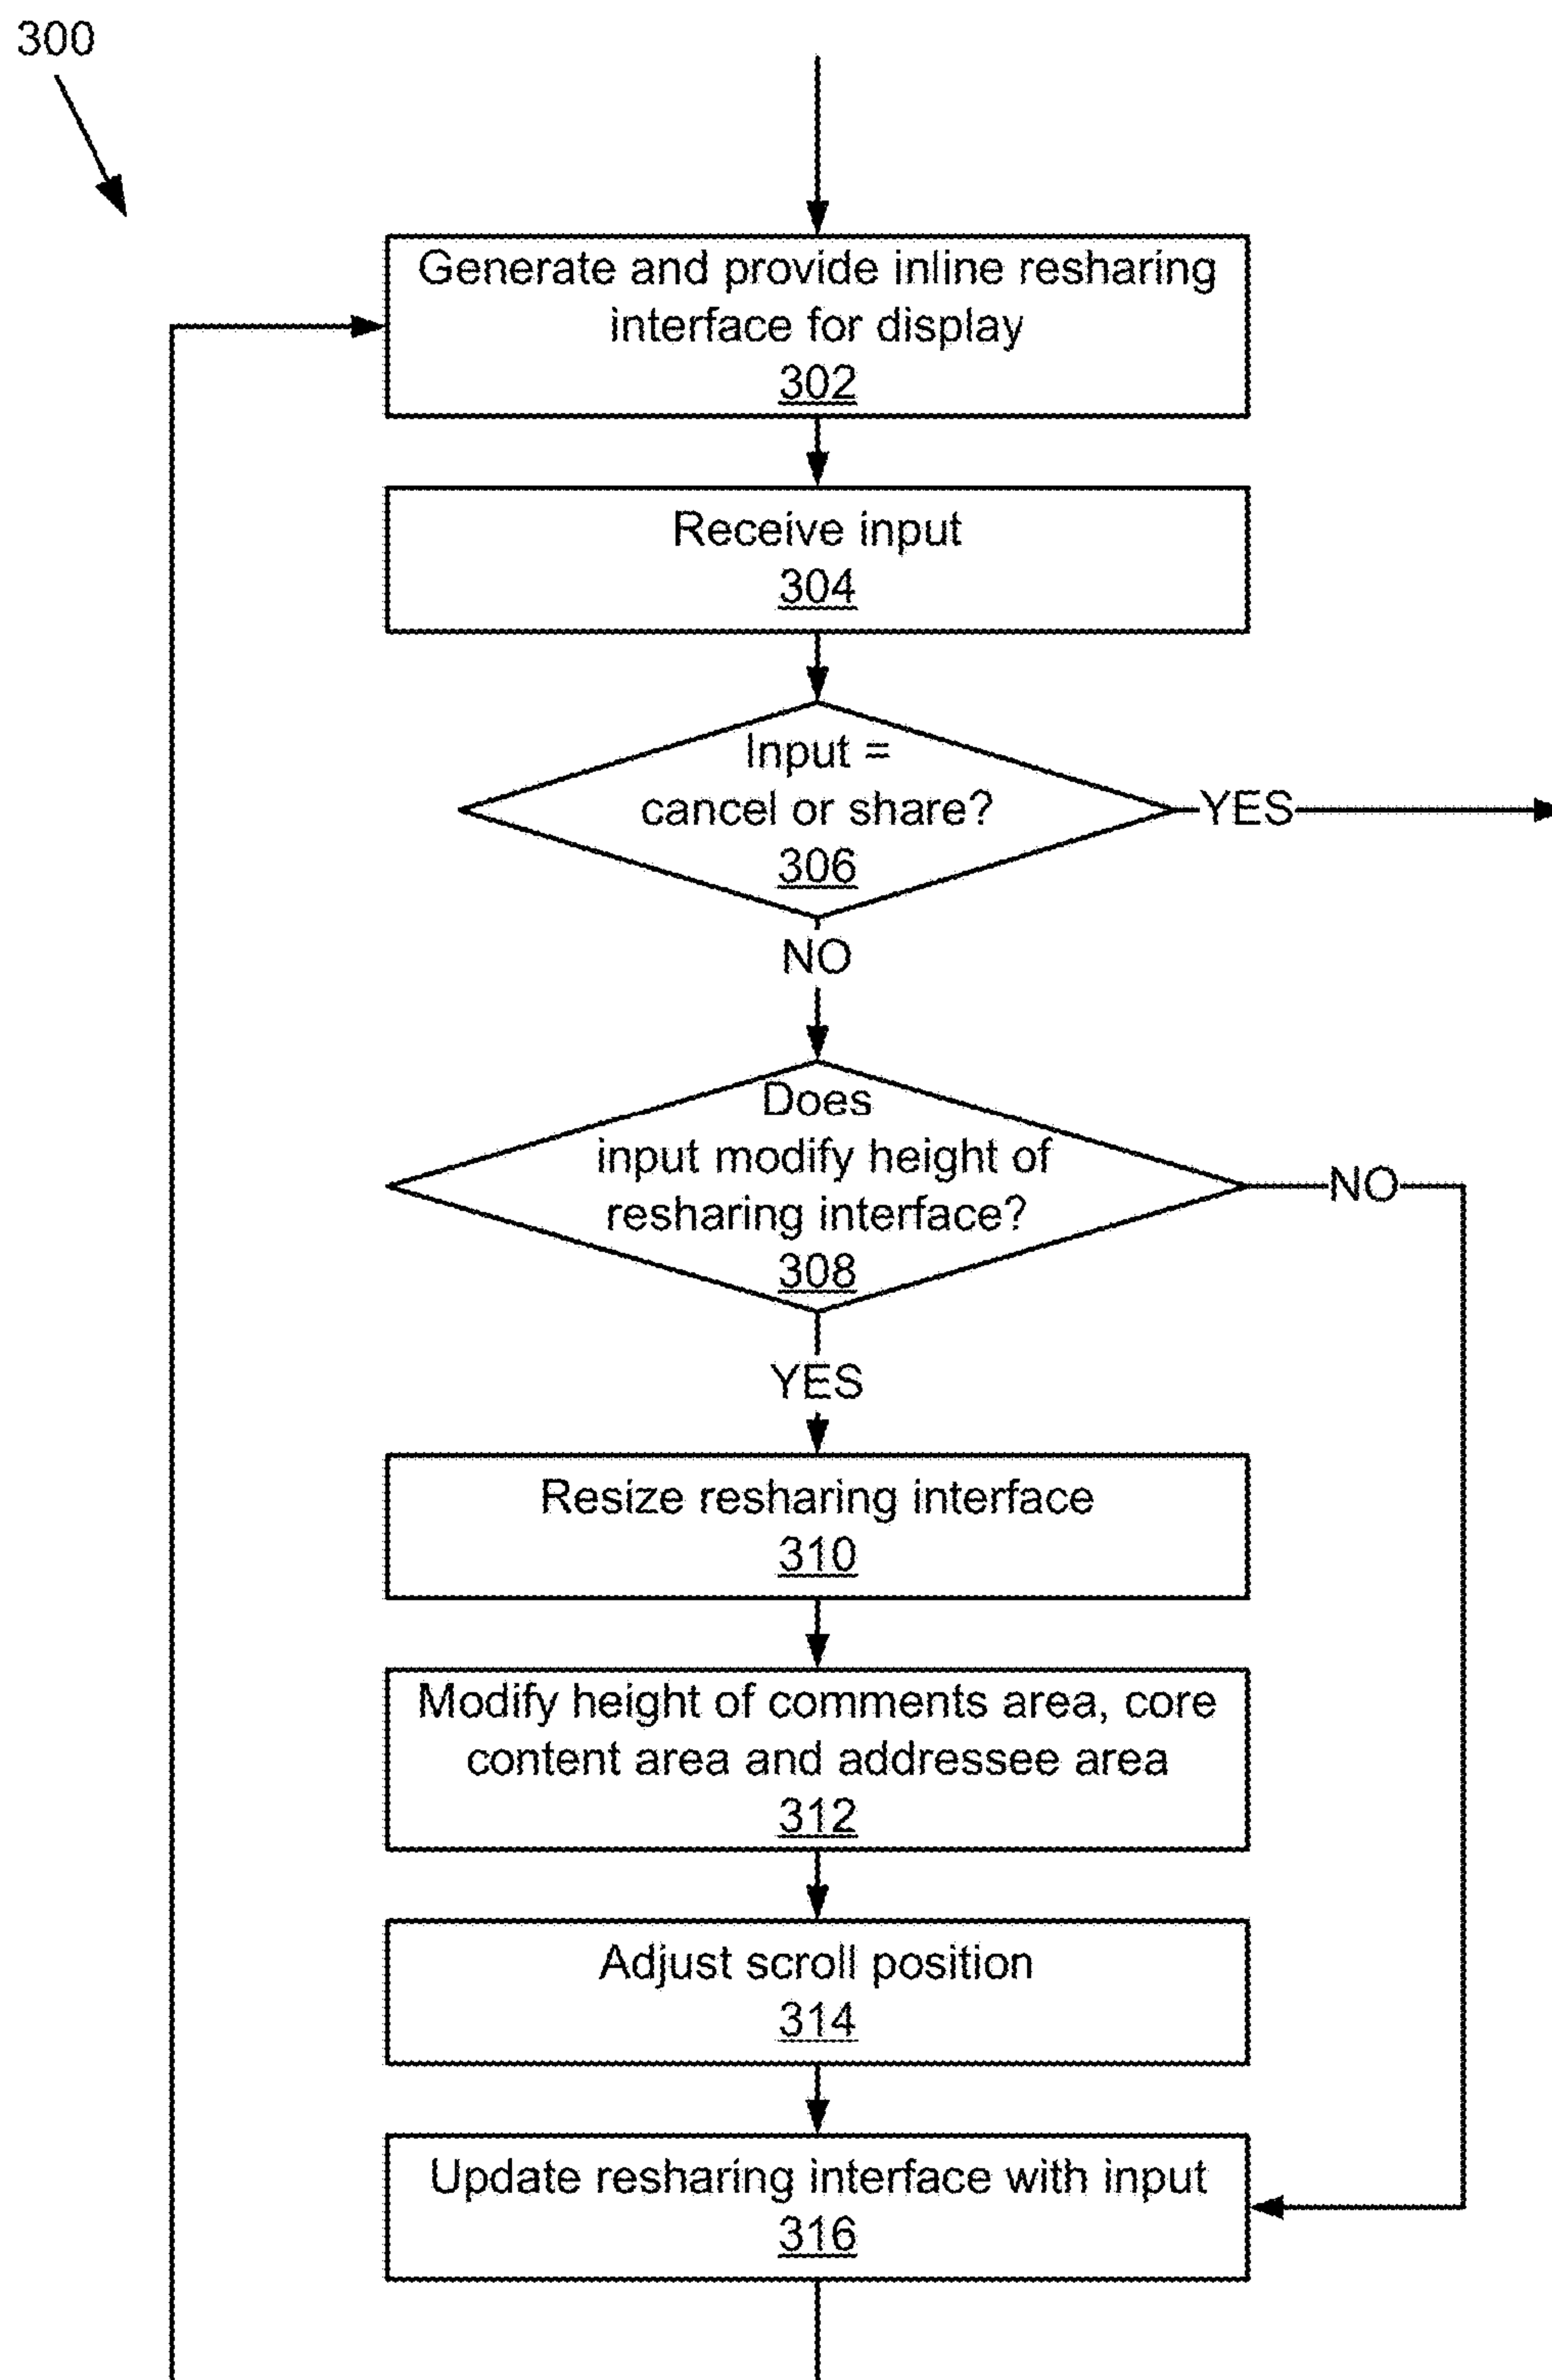 300
Generate and provide inline resharing
interface for display
302
Receive input
304
Input =
cancel or share?
306
YES
NO
Does
input modify height of
resharing interface?
308
NO
YES
Resize resharing interface
310
Modify height of comments area, core
content area and addressee area
312
Adjust scroll position
314
Update resharing interface with input
316